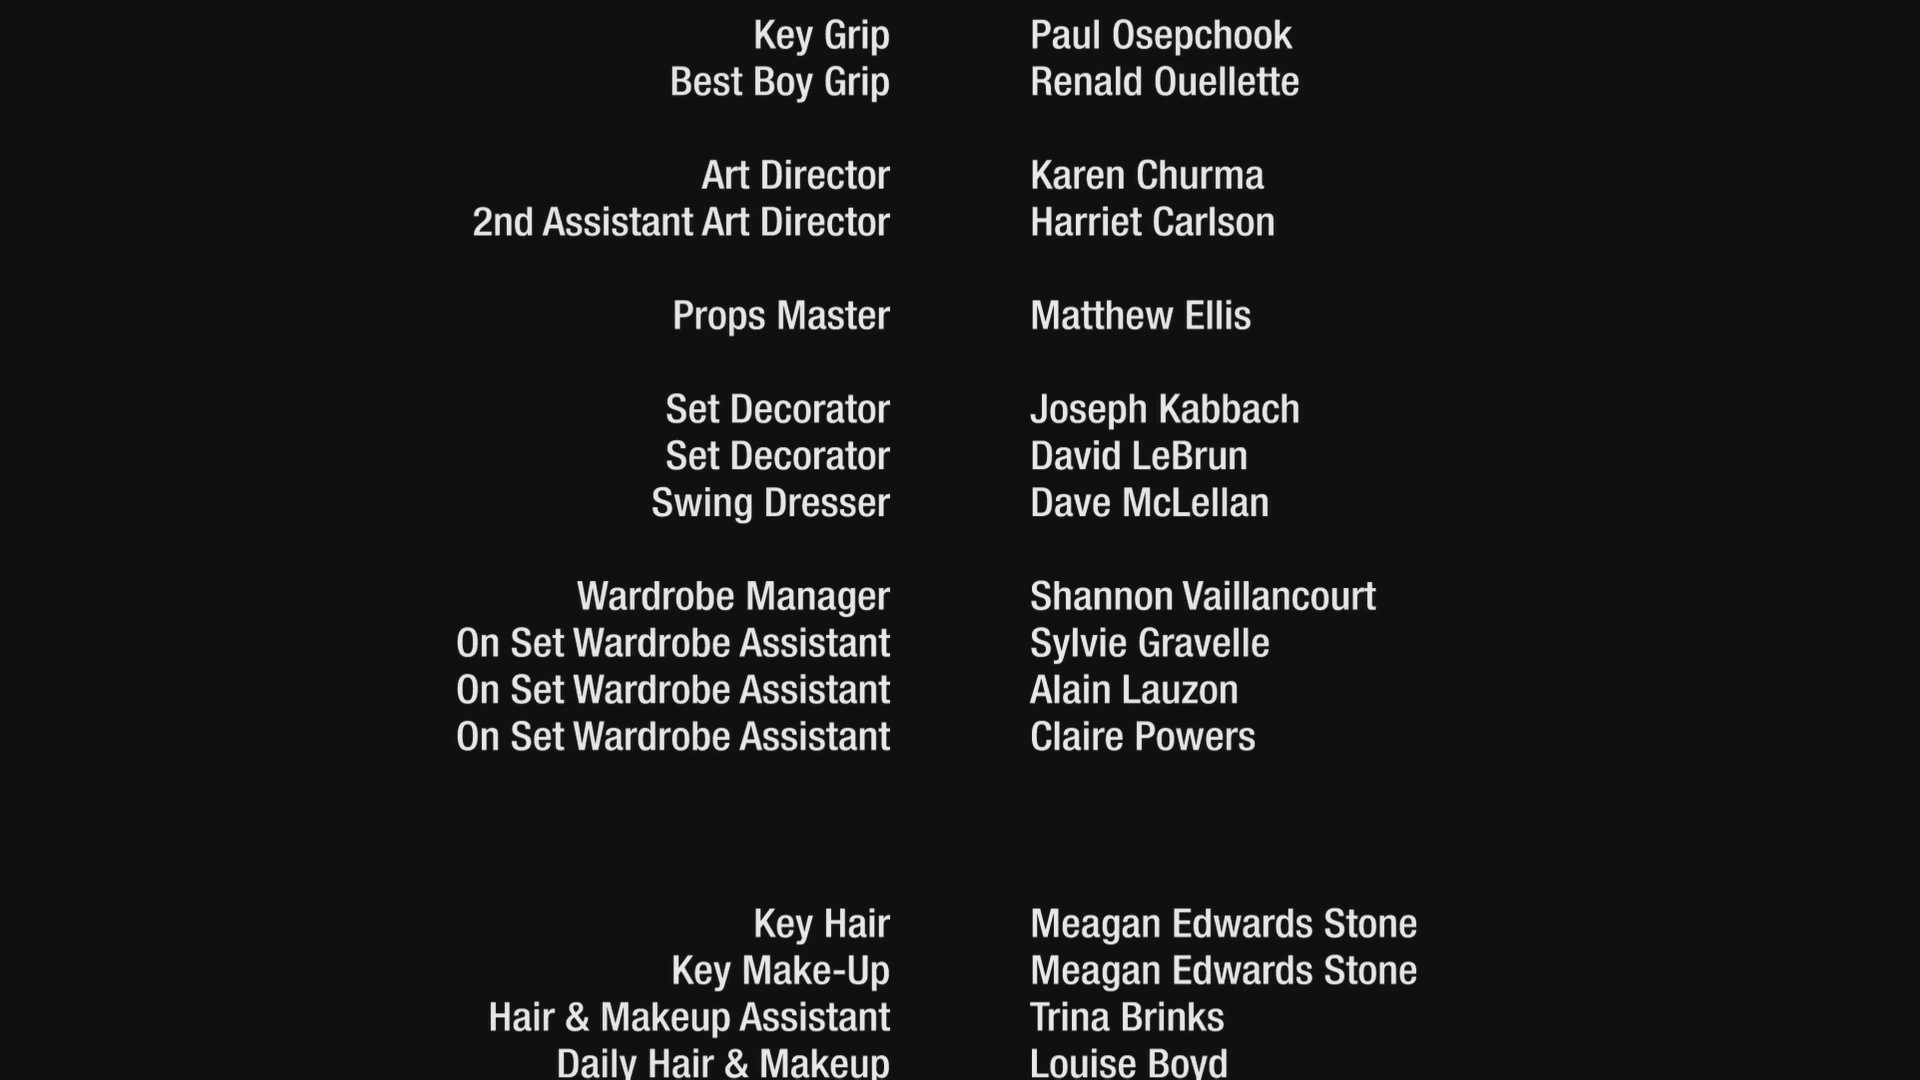 Key Grip Paul Osepchook
Best Boy Grip Renald Ouellette
Art Director Karen Churma
2nd Assistant Art Director Harriet Carlson
Props Master Matthew Ellis
Set Decorator Joseph Kabbach
Set Decorator David LeBrun
Swing Dresser Dave McLellan
Wardrobe Manager Shannon Vaillancourt
On Set Wardrobe Assistant Sylvie Gravelle
On Set Wardrobe Assistant Alain Lauzon
On Set Wardrobe Assistant Claire Powers
Key Hair Meagan Edwards Stone
Key Make-Up Meagan Edwards Stone
Hair & Makeup Assistant Trina Brinks
Daily Hair & Makeup Louise Boyd